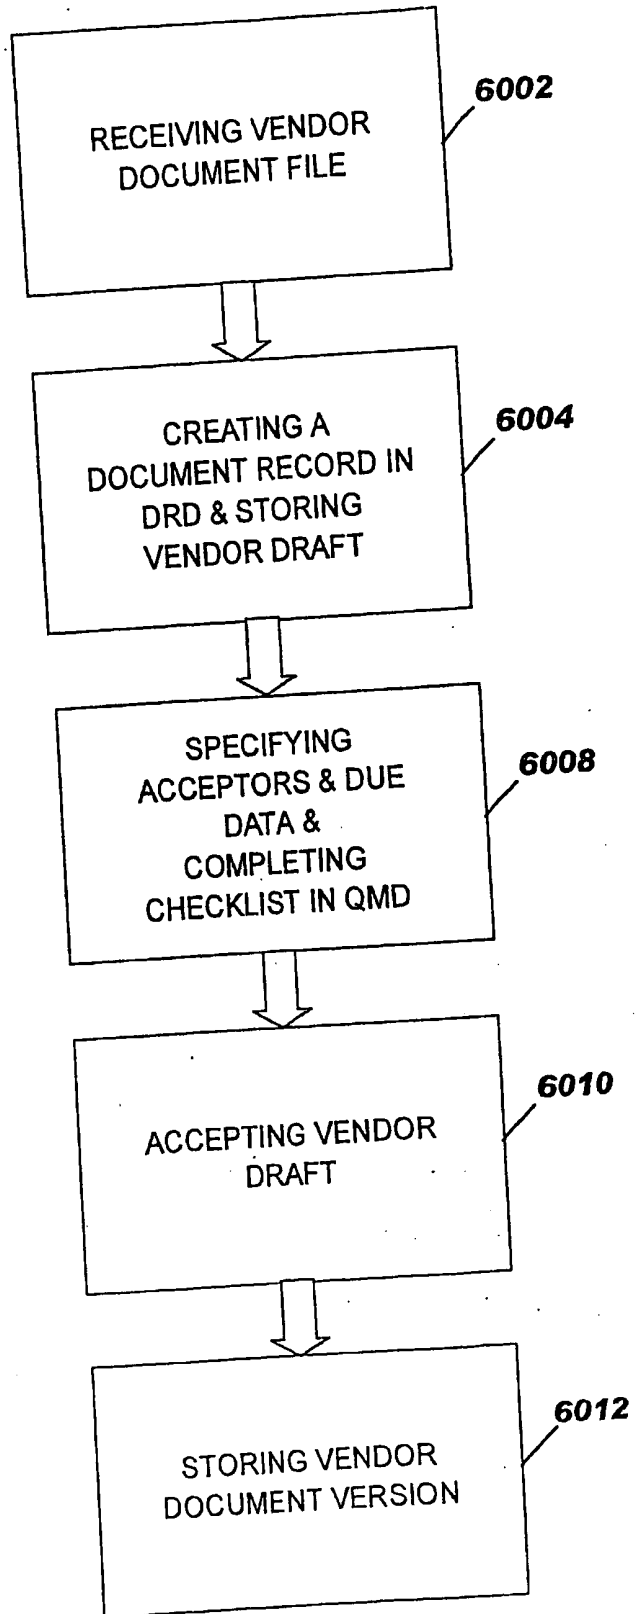 RECEIVING VENDOR
DOCUMENT FILE
6002
CREATING A
DOCUMENT RECORD IN
DRD & STORING
VENDOR DRAFT
6004
SPECIFYING
ACCEPTORS & DUE
DATA &
COMPLETING
CHECKLIST IN QMD
6008
ACCEPTING VENDOR
DRAFT
6010
STORING VENDOR
DOCUMENT VERSION
6012